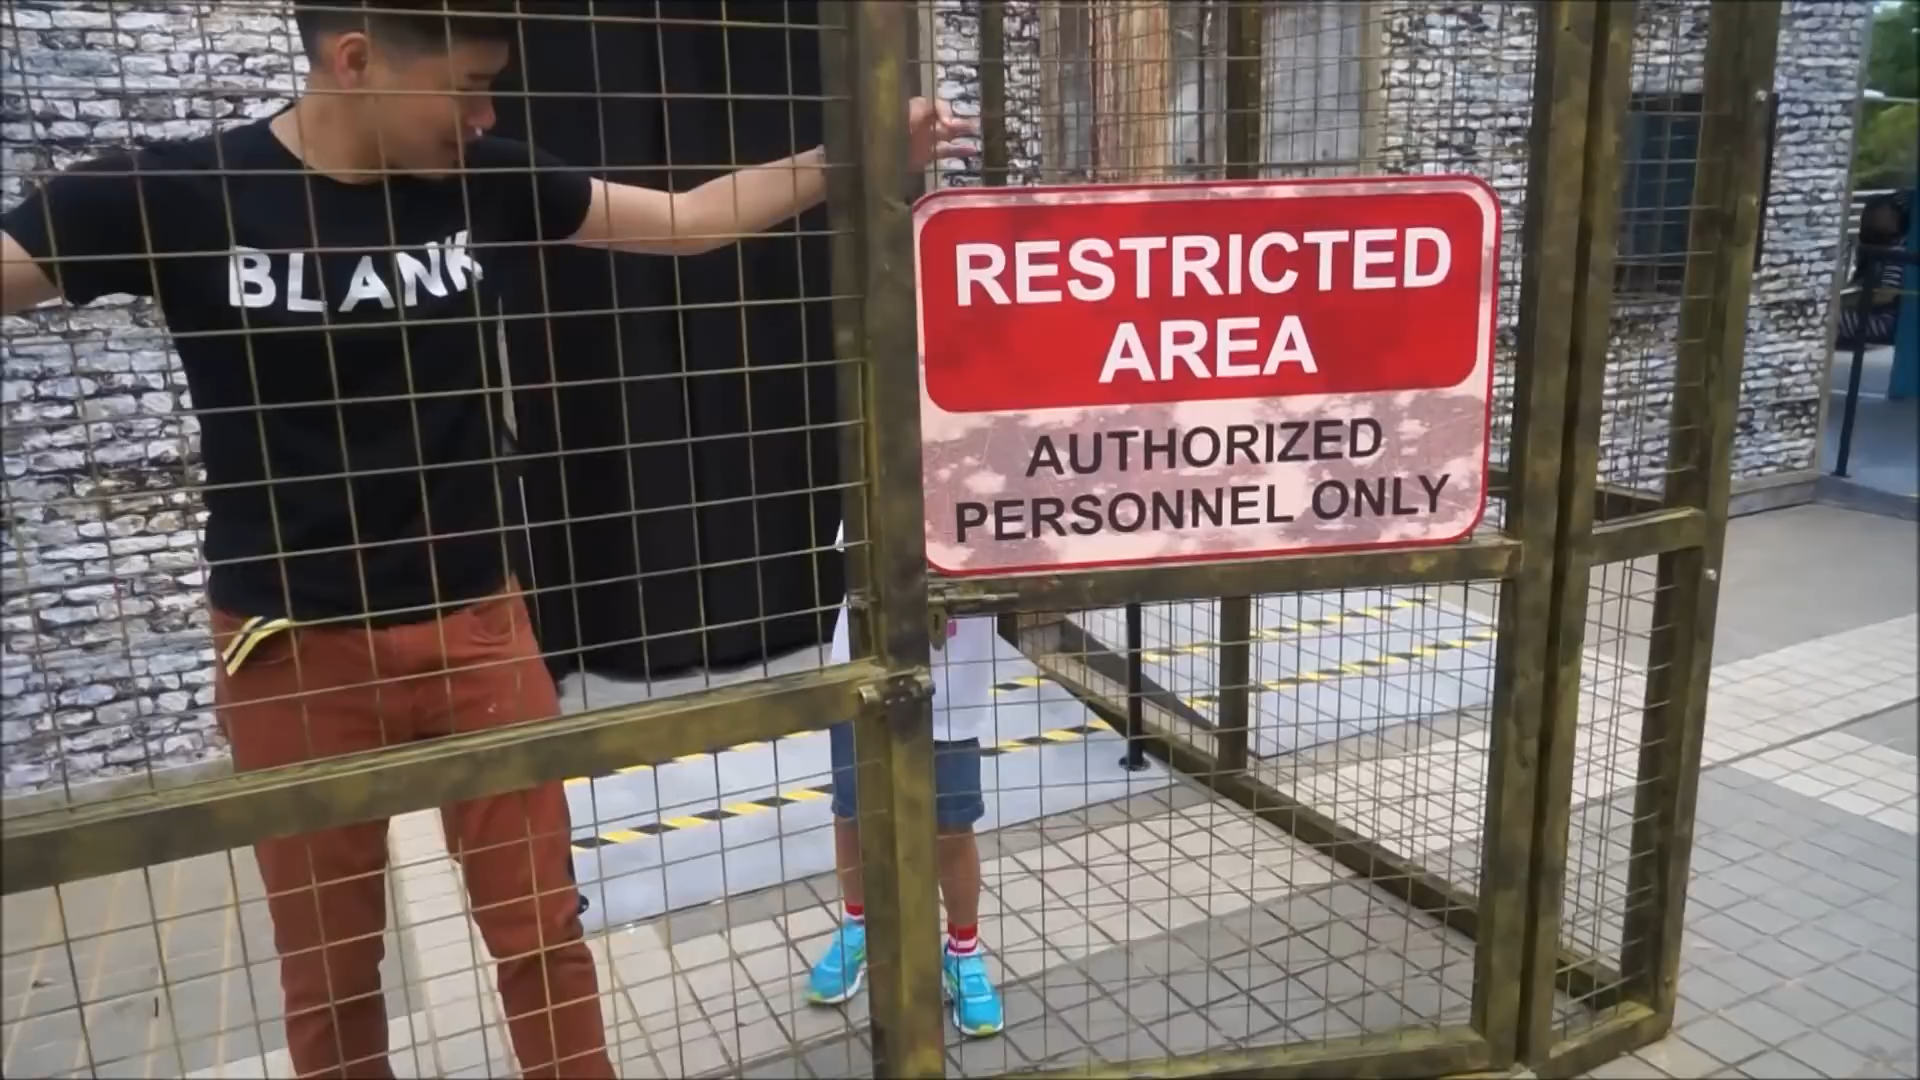 BLANK
RESTRICTED
AREA
AUTHORIZED
PERSONNEL ONLY